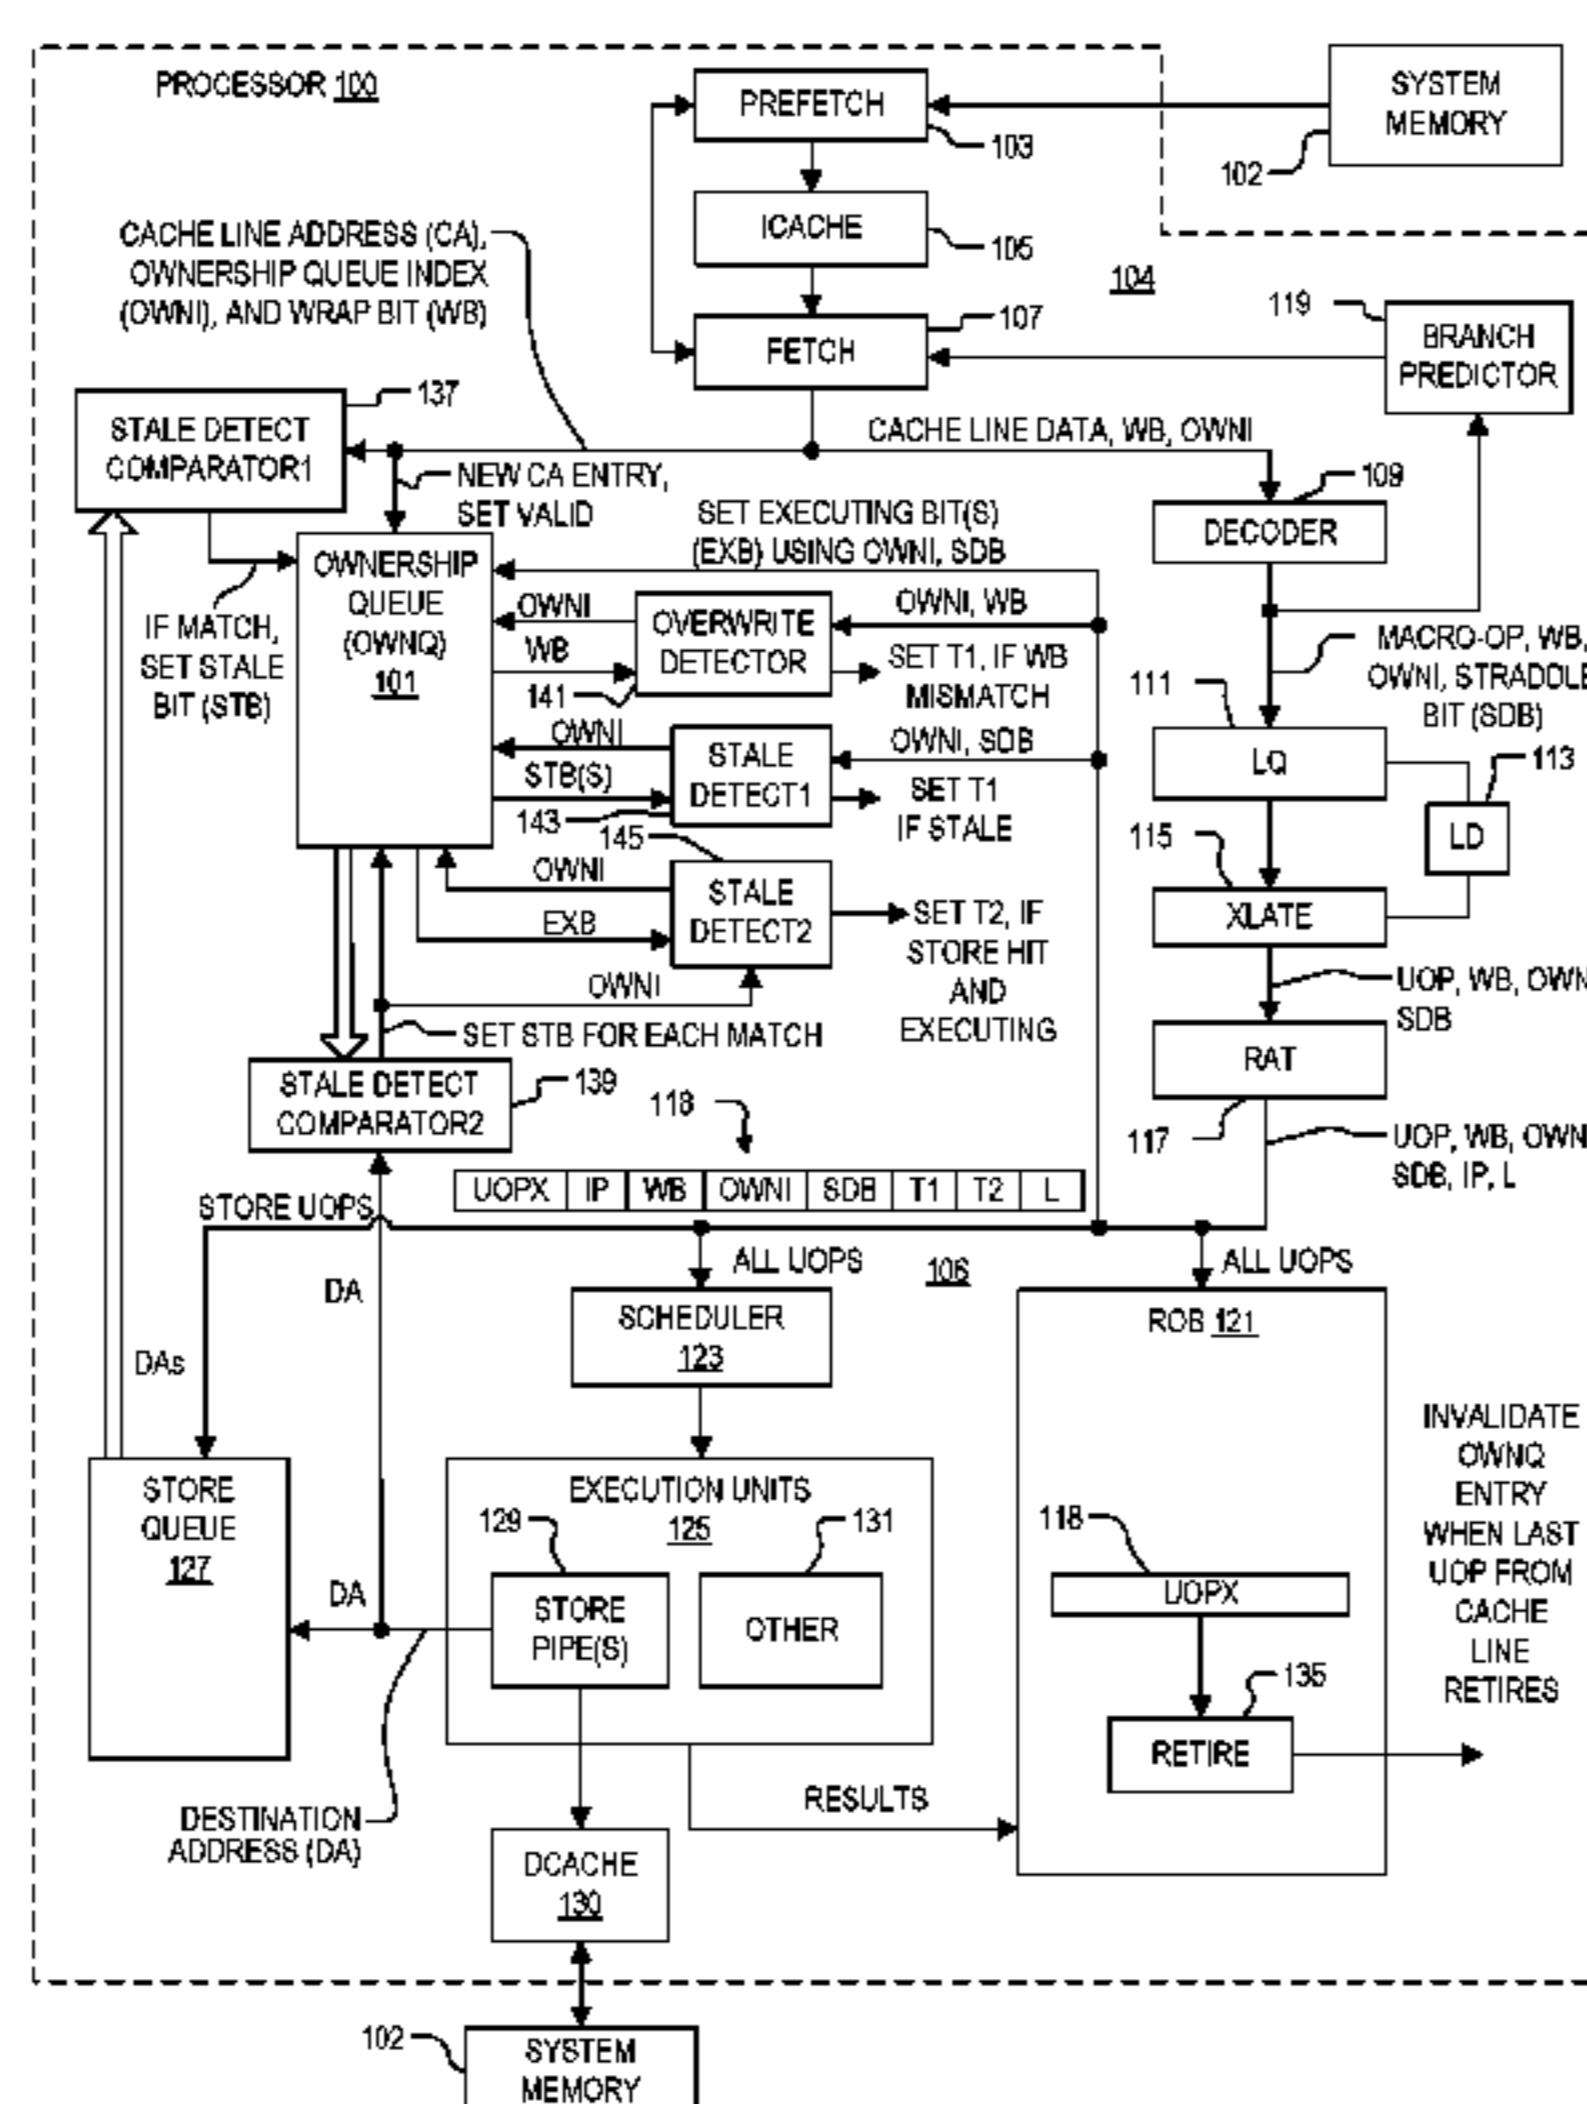 PROCESSOR 100
PREFETCH
103
SYSTEM
MEMORY
102
ICACHE
105
CACHE LINE ADDRESS (CA),
OWNERSHIP QUEUE INDEX
(OWNI), AND WRAP BIT (WB)
104
FETCH
107
119
BRANCH
PREDICTOR
137
STALE DETECT
COMPARATOR1
CACHE LINE DATA, WB, OWNI
NEW CA ENTRY,
SET VALID
109
DECODER
SET EXECUTING BIT(S)
(EXB) USING OWNI, SDB
OWNERSHIP
QUEUE
(OWNQ)
101
IF MATCH,
SET STALE
BIT (STB)
OWNI
WB
OVERWRITE
DETECTOR
141
OWNI, WB
SET T1, IF WB
MISMATCH
MACRO-OP, WB,
OWNI, STRADDLE
BIT (SDB)
111
LQ
113
LD
OWNI
STB(S)
STALE
DETECT1
143
OWNI, SDB
SET T1
IF STALE
115
XLATE
145
OWNI
EXB
STALE
DETECT2
SET T2, IF
STORE HIT
AND
EXECUTING
OWNI
SET STB FOR EACH MATCH
UOP, WB, OWN
SDB
RAT
117
STALE DETECT
COMPARATOR2
139
118
UOP, WB, OWN
SDB, IP, L
UOPX IP WB OWNI SDB T1 T2 L
STORE UOPS
ALL UOPS
106
ALL UOPS
DA
SCHEDULER
123
ROB 121
DAs
STORE
QUEUE
127
EXECUTION UNITS
125
129
131
STORE
PIPE(S)
OTHER
DA
118
UOPX
135
RETIRE
INVALIDATE
OWNQ
ENTRY
WHEN LAST
UOP FROM
CACHE
LINE
RETIRES
DESTINATION
ADDRESS (DA)
RESULTS
DCACHE
130
102
SYSTEM
MEMORY